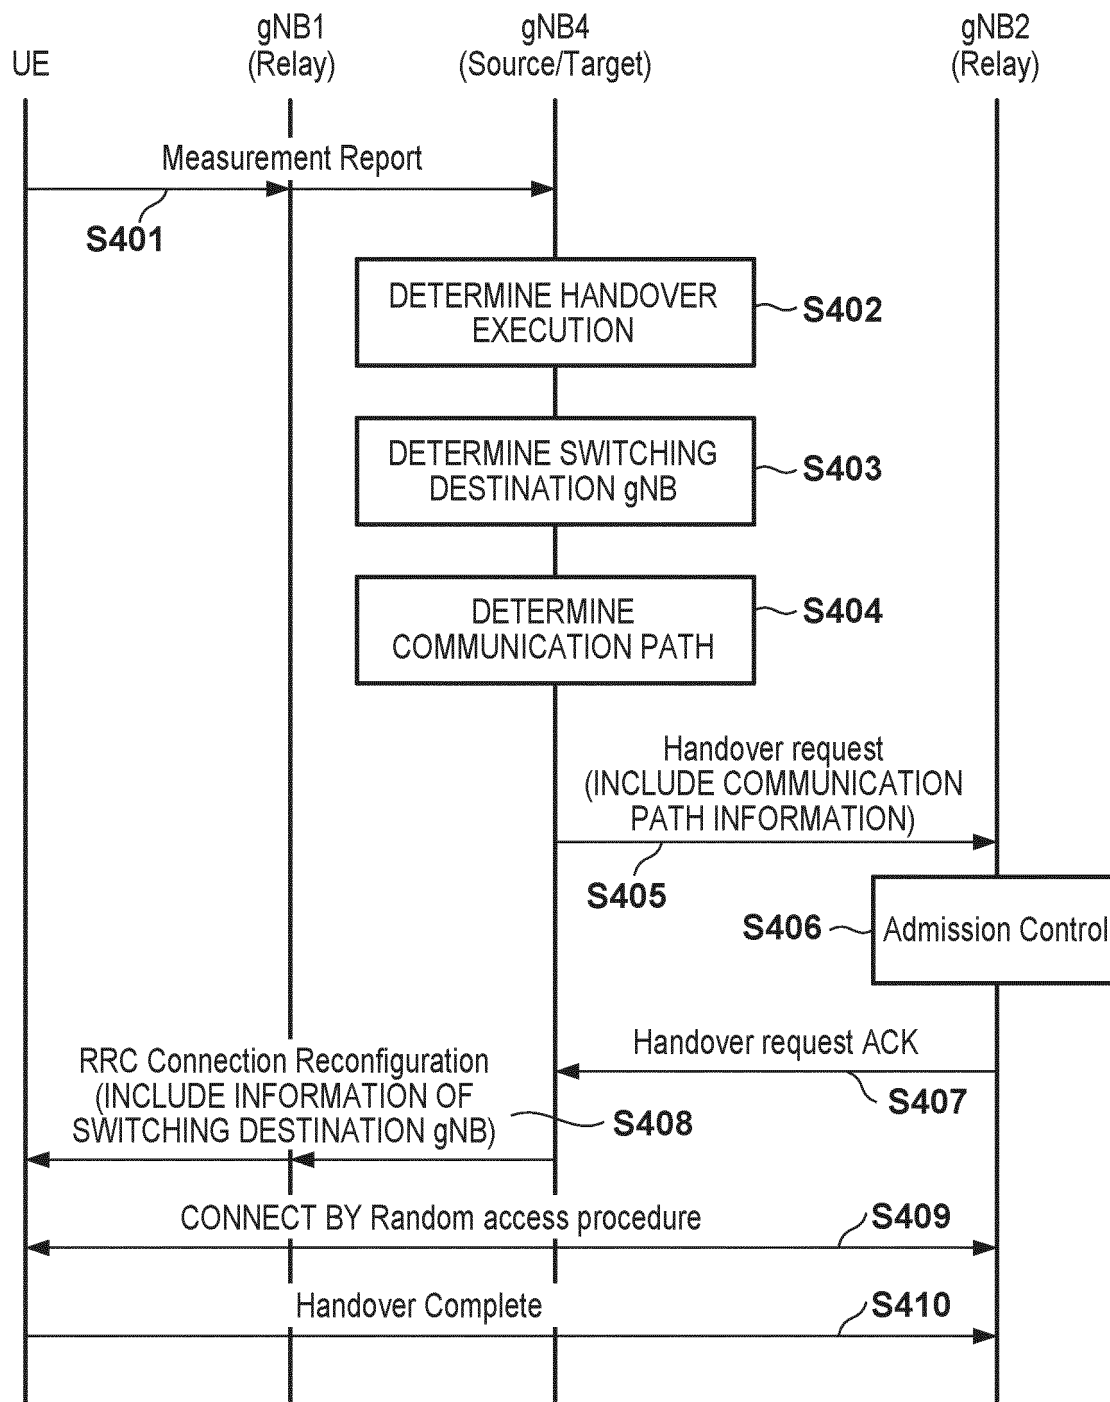 UE
gNB1
(Relay)
gNB4
(Source/Target)
gNB2
(Relay)
Measurement Report
S401
DETERMINE HANDOVER
EXECUTION
S402
DETERMINE SWITCHING
DESTINATION gNB
S403
DETERMINE
COMMUNICATION PATH
S404
Handover request
(INCLUDE COMMUNICATION
PATH INFORMATION)
S405
S406
Admission Control
Handover request ACK
S407
RRC Connection Reconfiguration
(INCLUDE INFORMATION OF
SWITCHING DESTINATION gNB)
S408
CONNECT BY Random access procedure
S409
Handover Complete
S410